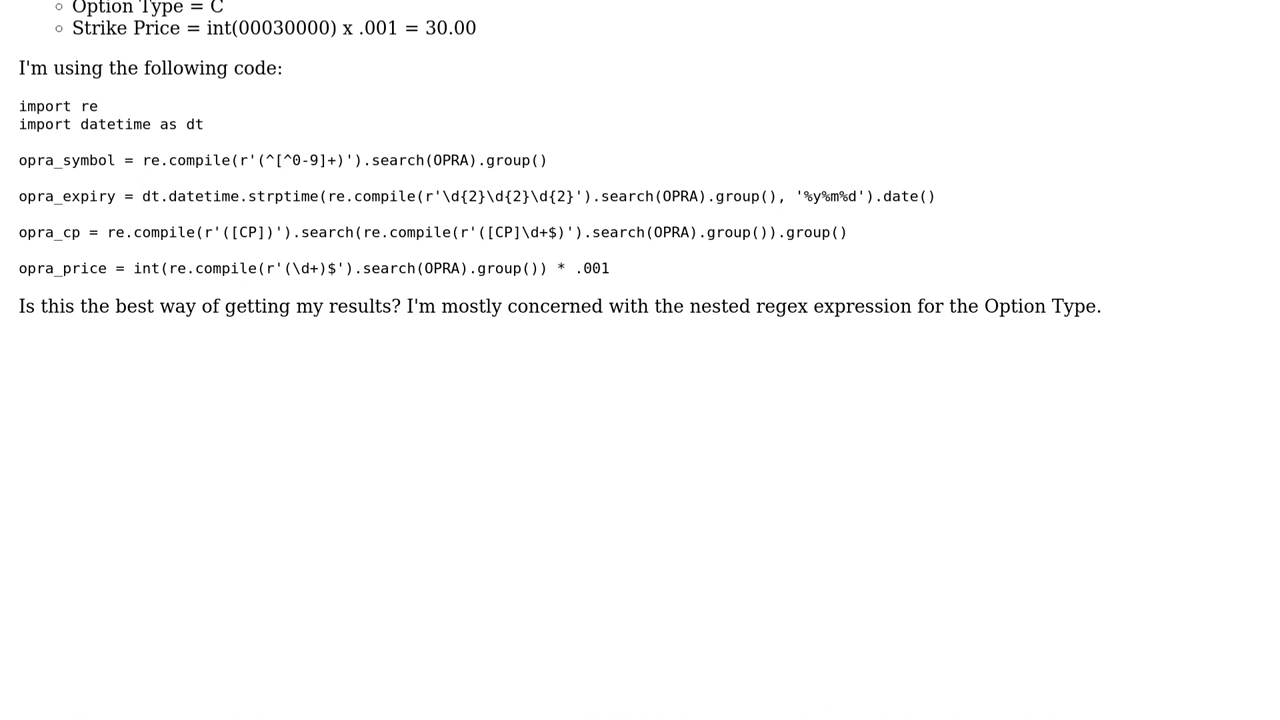 Option Type = C
Strike Price = int(00030000) x .001 = 30.00
I'm using the following code:
import re
import datetime as dt
opra_symbol = re.compile(r'(^[^0-9]+)').search(OPRA).group()
opra_expiry = dt.datetime.strptime(re.compile(r'\d{2}\d{2}\d{2}').search(OPRA).group(), '%y%m%d').date()
opra_cp = re.compile(r'([CP])').search(re.compile(r'([CP]\d+$)').search(OPRA).group()).group()
opra_price = int(re.compile(r'(\d+)$').search(OPRA).group()) * .001
Is this the best way of getting my results? I'm mostly concerned with the nested regex expression for the Option Type.